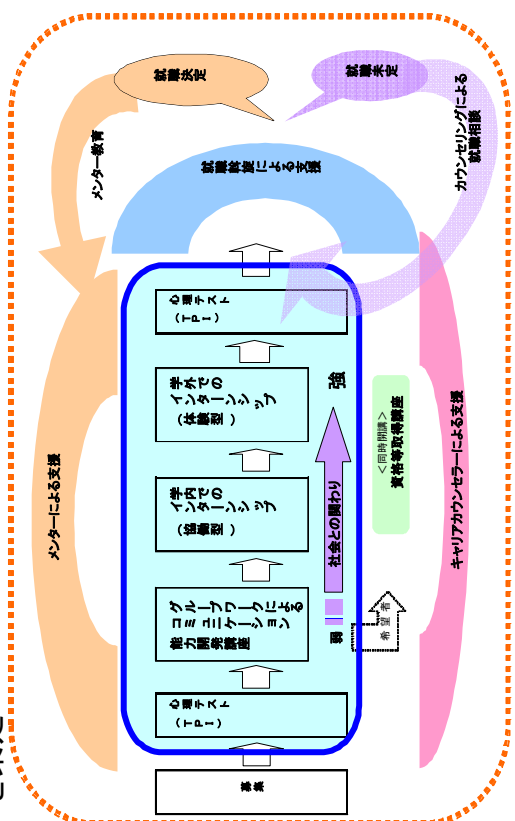 メンターによる支援
メンター教育
就職決定
就職未定
カウンセリングによる
就職相談
就職斡旋による支援
募集
心理テスト
(TPI)
グループワークによる
コミュニケーション
能力開発講座
学内での
インターンシップ
(協働型)
学外での
インターンシップ
(体験型)
心理テスト
(TPI)
弱
社会との関わり
強
希望者
<同時開講>
資格等取得講座
キャリアカウンセラーによる支援